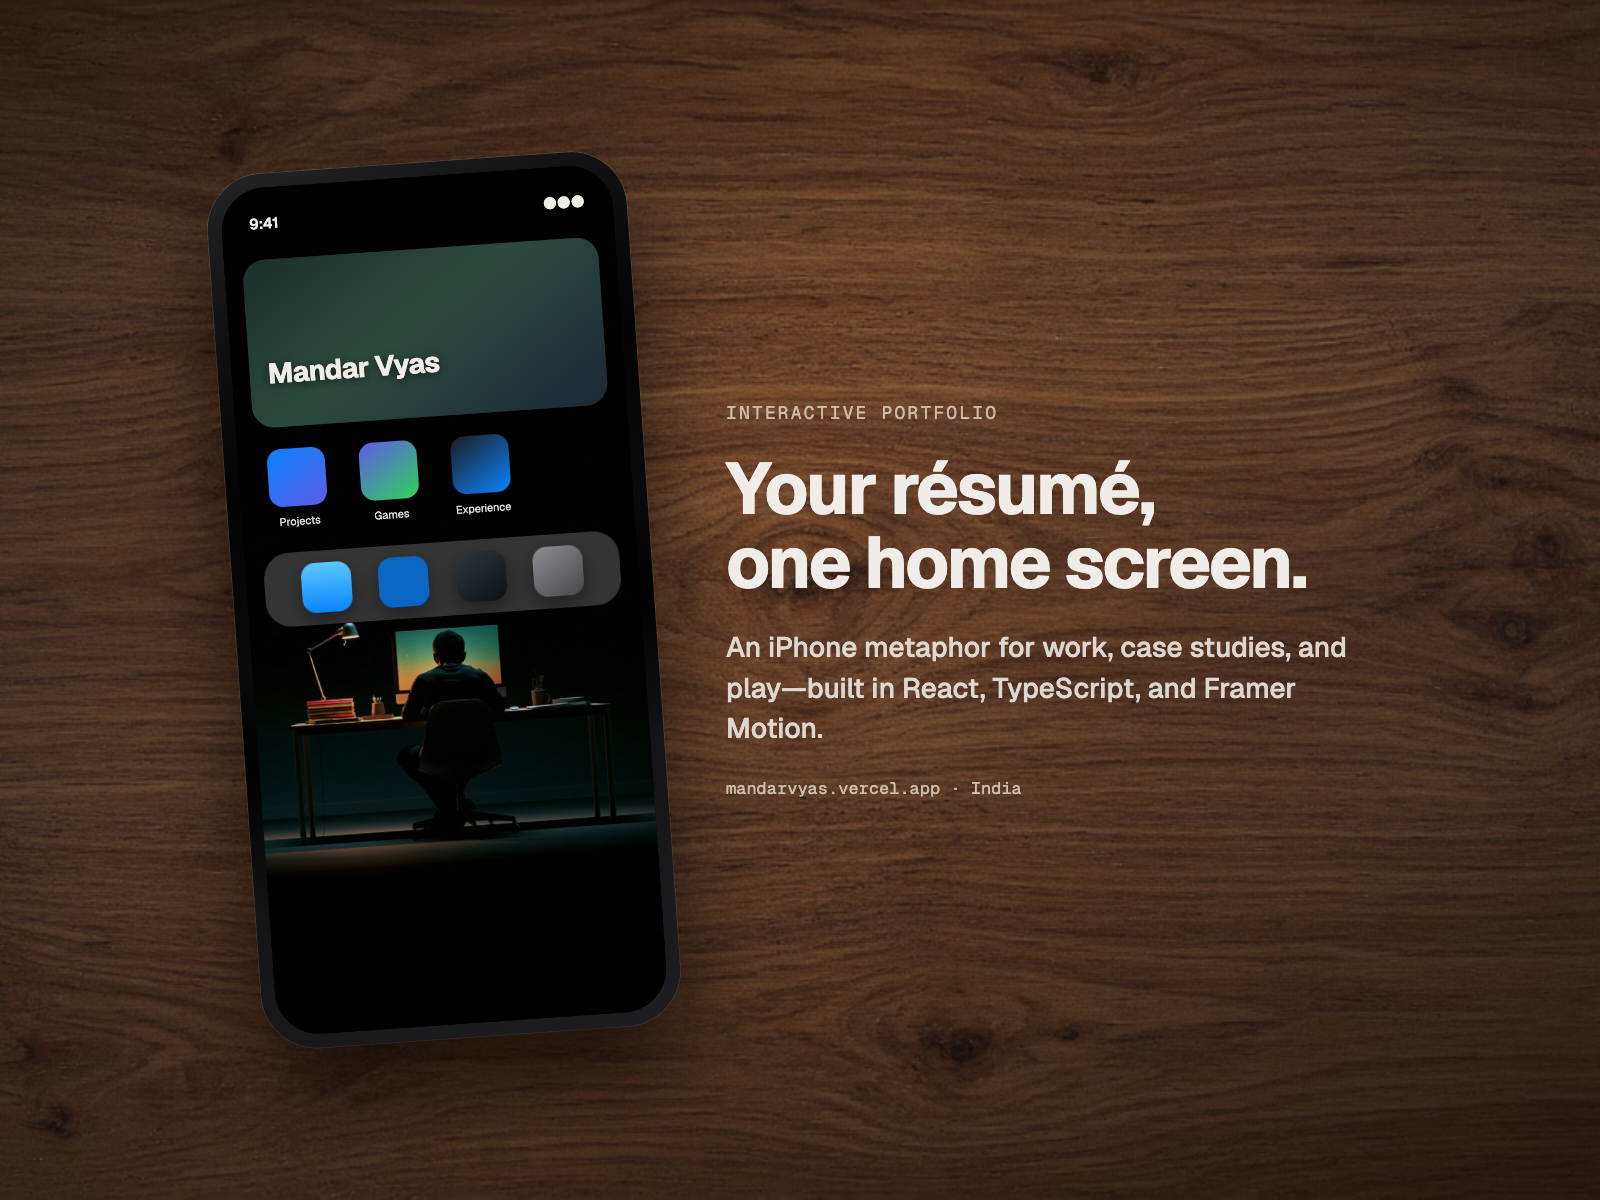 9:41
Mandar Vyas
Projects
Games
Experience
INTERACTIVE PORTFOLIO
Your résumé,
one home screen.
An iPhone metaphor for work, case studies, and
play—built in React, TypeScript, and Framer
Motion.
mandarvyas.vercel.app · India